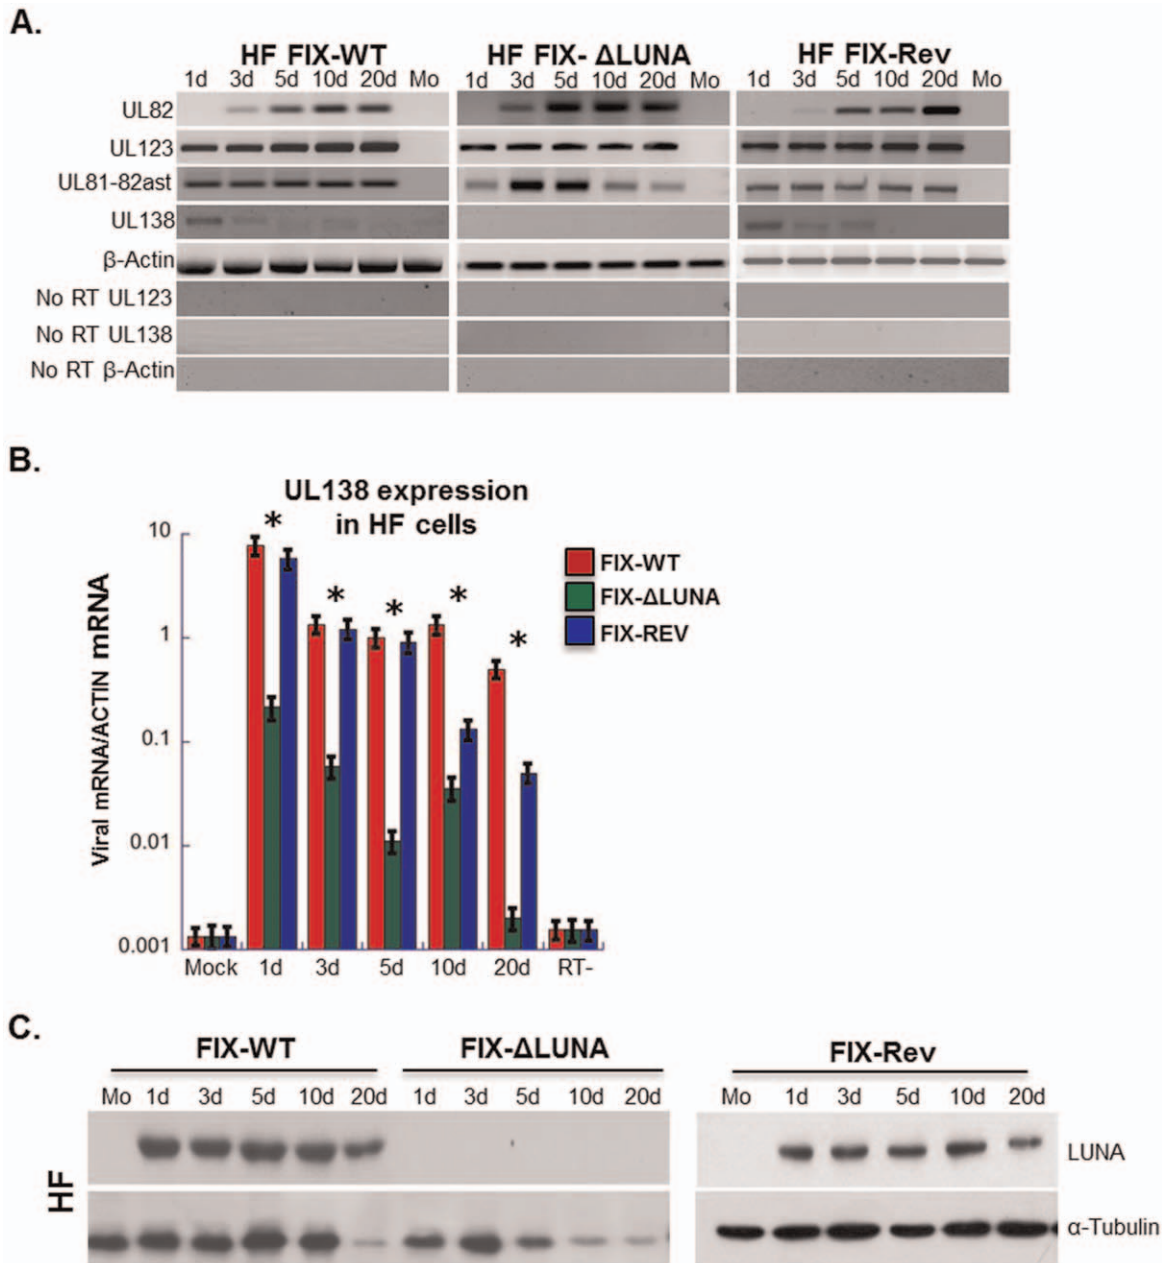 A.
HF FIX-WT
HF FIX- ΔLUNA
HF FIX-Rev
1d 3d 5d 10d 20d Mo
1d 3d 5d 10d 20d Mo
1d 3d 5d 10d 20d Mo
UL82
UL123
UL81-82ast
UL138
β-Actin
No RT UL123
No RT UL138
No RT β-Actin
B.
UL138 expression
in HF cells
Viral mRNA/ACTIN mRNA
10
1
0.1
0.01
0.001
* * * * *
FIX-WT
FIX-ΔLUNA
FIX-REV
Mock 1d 3d 5d 10d 20d RT-
C.
FIX-WT
FIX-ΔLUNA
FIX-Rev
Mo 1d 3d 5d 10d 20d 1d 3d 5d 10d 20d
Mo 1d 3d 5d 10d 20d
HF
LUNA
α-Tubulin